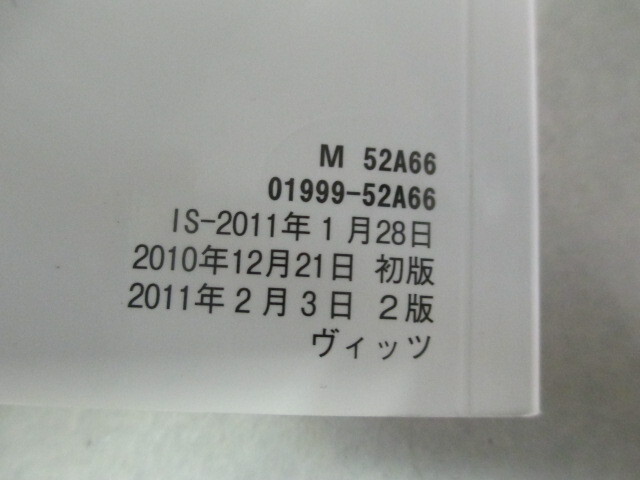 M 52A66
01999-52A66
IS-2011年1月28日
2010年12月21日 初版
2011年2月3日 2版
ヴィッツ